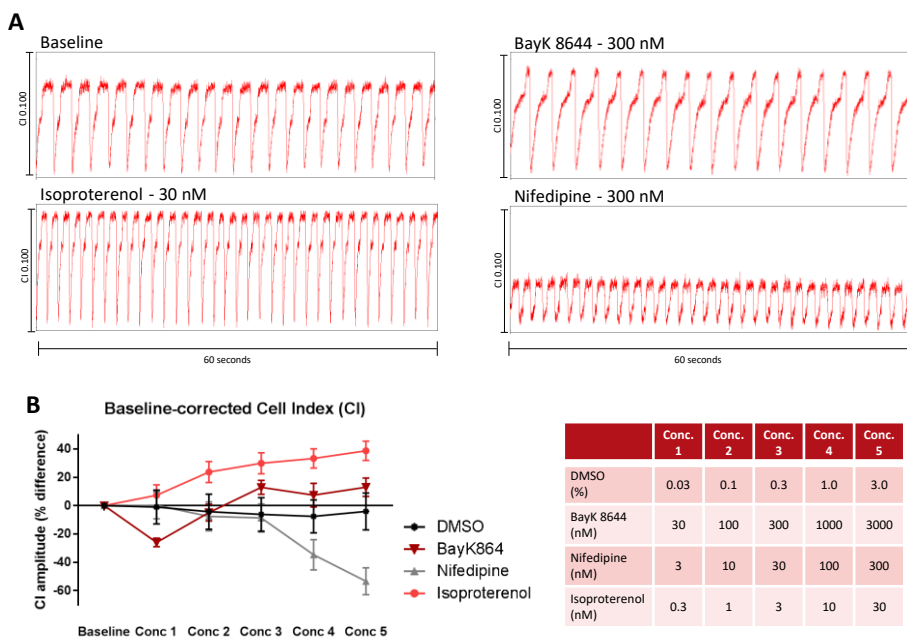 A
Baseline
CI 0.100
BayK 8644 - 300 nM
CI 0.100
Isoproterenol - 30 nM
CI 0.100
Nifedipine - 300 nM
CI 0.100
60 seconds
60 seconds
B
Baseline-corrected Cell Index (CI)
CI amplitude (% difference)
40
20
0
-20
-40
-60
Baseline Conc 1 Conc 2 Conc 3 Conc 4 Conc 5
DMSO
BayK864
Nifedipine
Isoproterenol
Conc. 1 Conc. 2 Conc. 3 Conc. 4 Conc. 5
DMSO (%) 0.03 0.1 0.3 1.0 3.0
BayK 8644 (nM) 30 100 300 1000 3000
Nifedipine (nM) 3 10 30 100 300
Isoproterenol (nM) 0.3 1 3 10 30